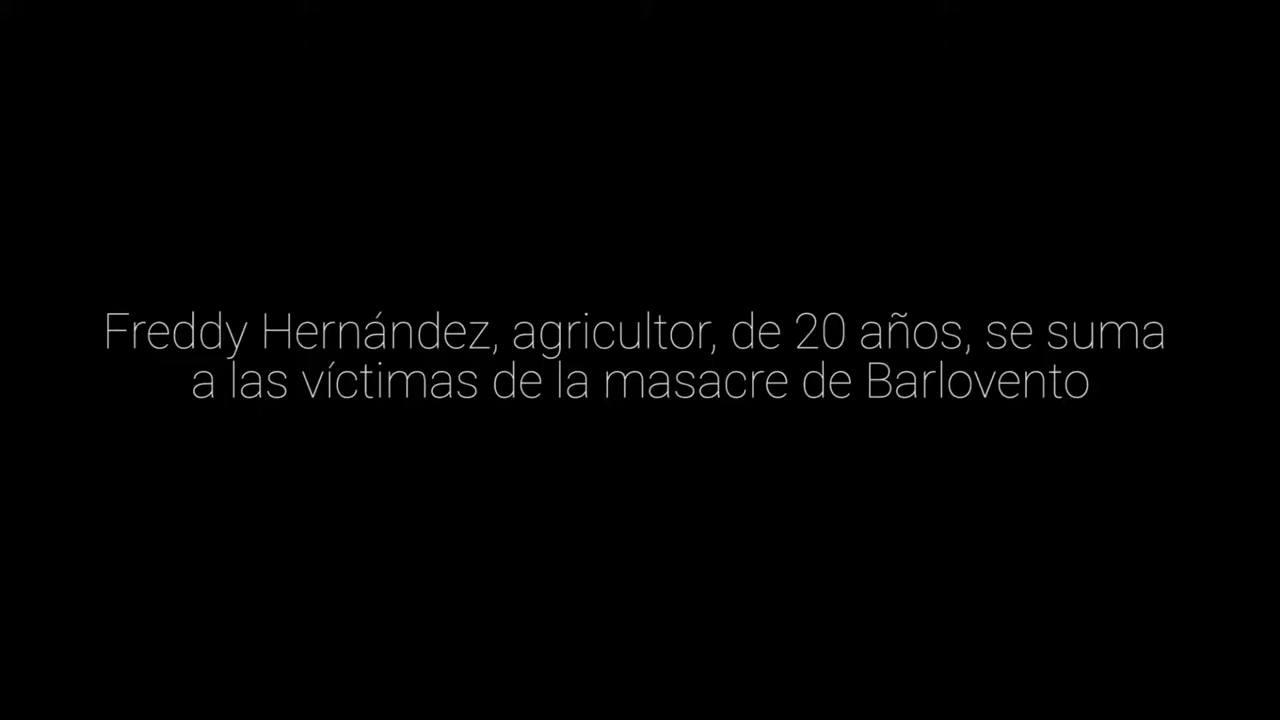 Freddy Hernández, agricultor, de 20 años, se suma
a las víctimas de la masacre de Barlovento